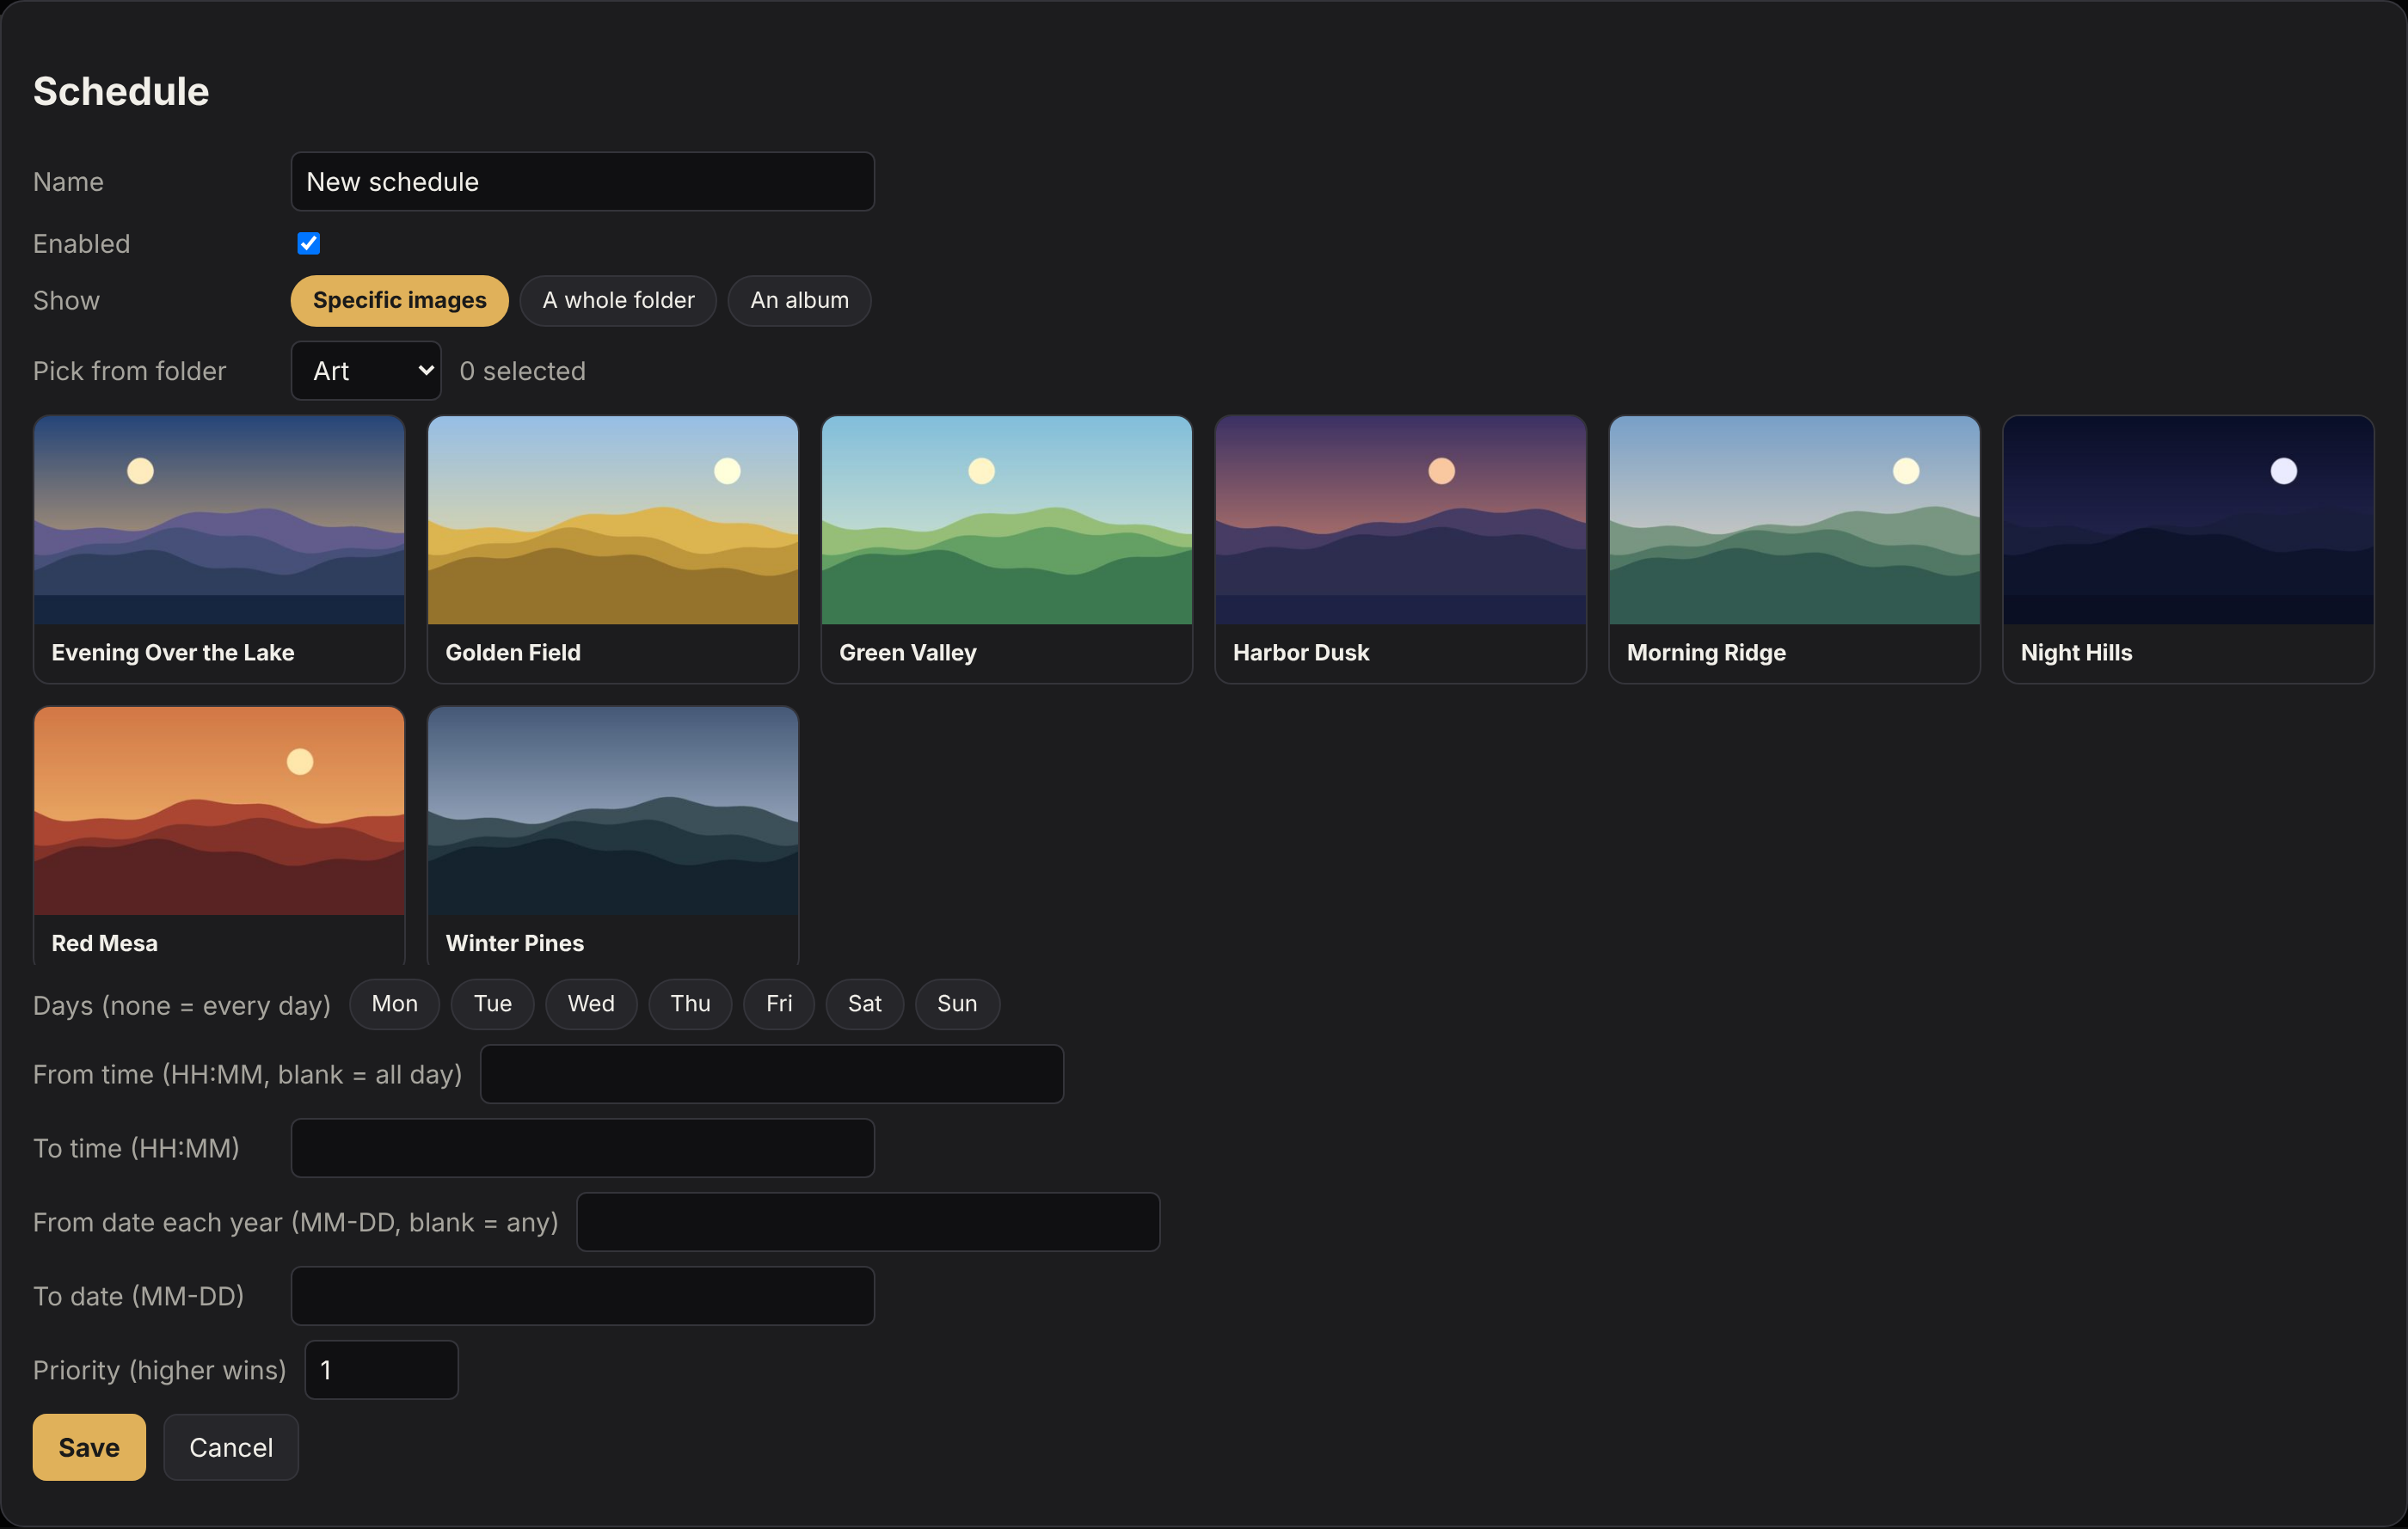 Schedule
Name New schedule
Enabled
Show Specific images A whole folder An album
Pick from folder Art 0 selected
Evening Over the Lake Golden Field Green Valley Harbor Dusk Morning Ridge Night Hills
Red Mesa Winter Pines
Days (none = every day) Mon Tue Wed Thu Fri Sat Sun
From time (HH:MM, blank = all day)
To time (HH:MM)
From date each year (MM-DD, blank = any)
To date (MM-DD)
Priority (higher wins) 1
Save Cancel